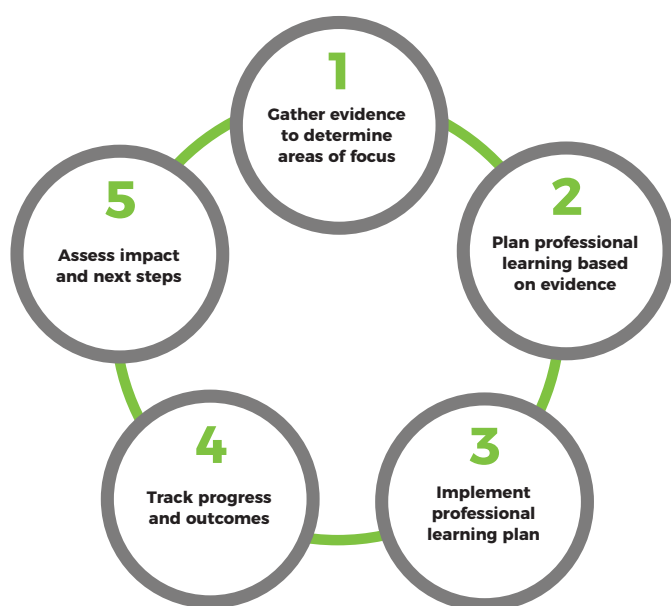 1
Gather evidence
to determine
areas of focus
2
Plan professional
learning based
on evidence
3
Implement
professional
learning plan
4
Track progress
and outcomes
5
Assess impact
and next steps